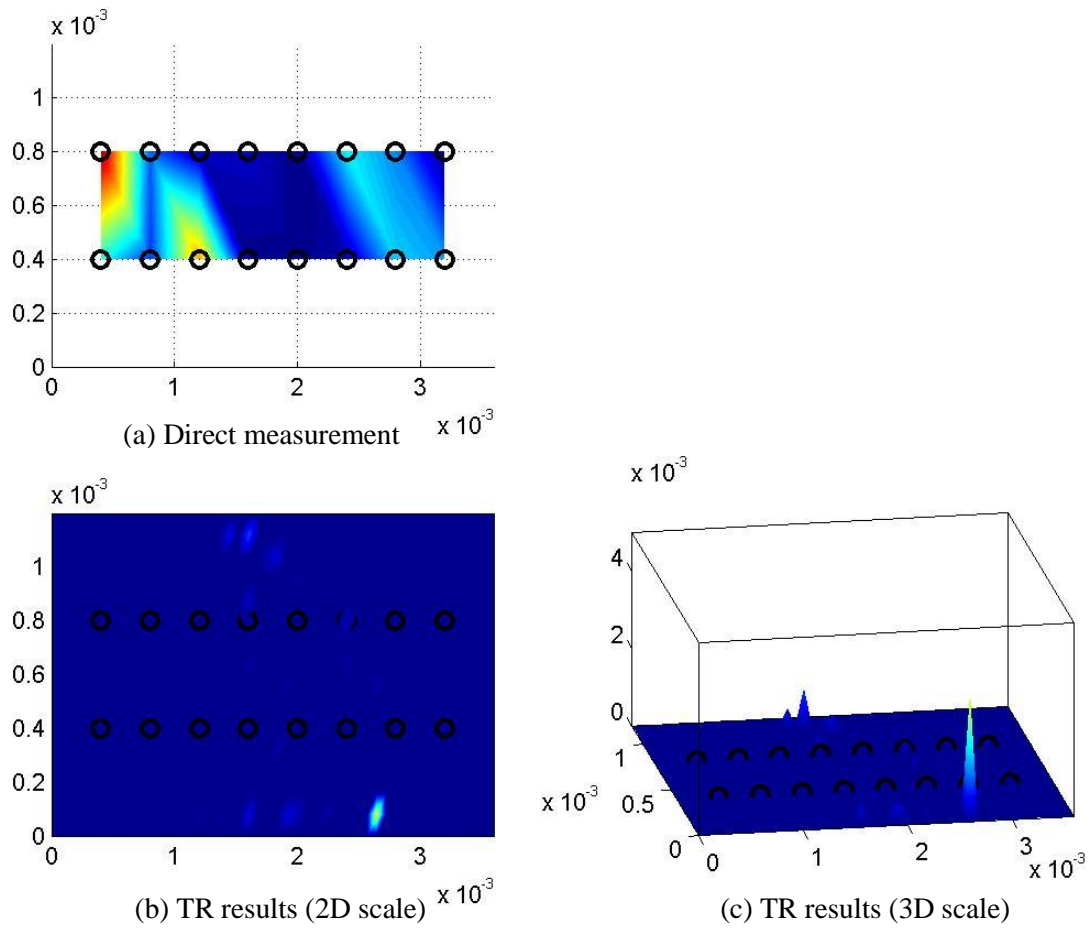 x 10-3
1
0.8
0.6
0.4
0.2
0
0 1 2 3
x 10-3
(a) Direct measurement
x 10-3
1
0.8
0.6
0.4
0.2
0
0 1 2 3
x 10-3
(b) TR results (2D scale)
x 10-3
4
2
0
1
0.5
x 10-3
0
0 1 2 3
x 10-3
(c) TR results (3D scale)